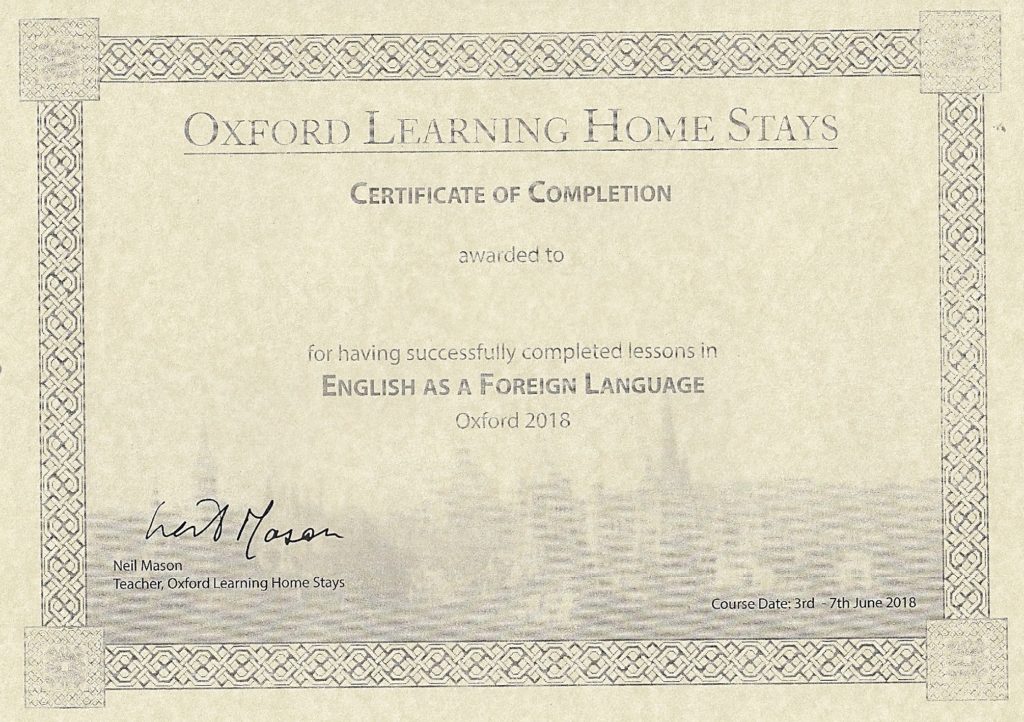 OXFORD LEARNING HOME STAYS
CERTIFICATE OF COMPLETION
awarded to
for having successfully completed lessons in
ENGLISH AS A FOREIGN LANGUAGE
Oxford 2018
Neil Mason
Neil Mason
Teacher, Oxford Learning Home Stays
Course Date: 3rd - 7th June 2018